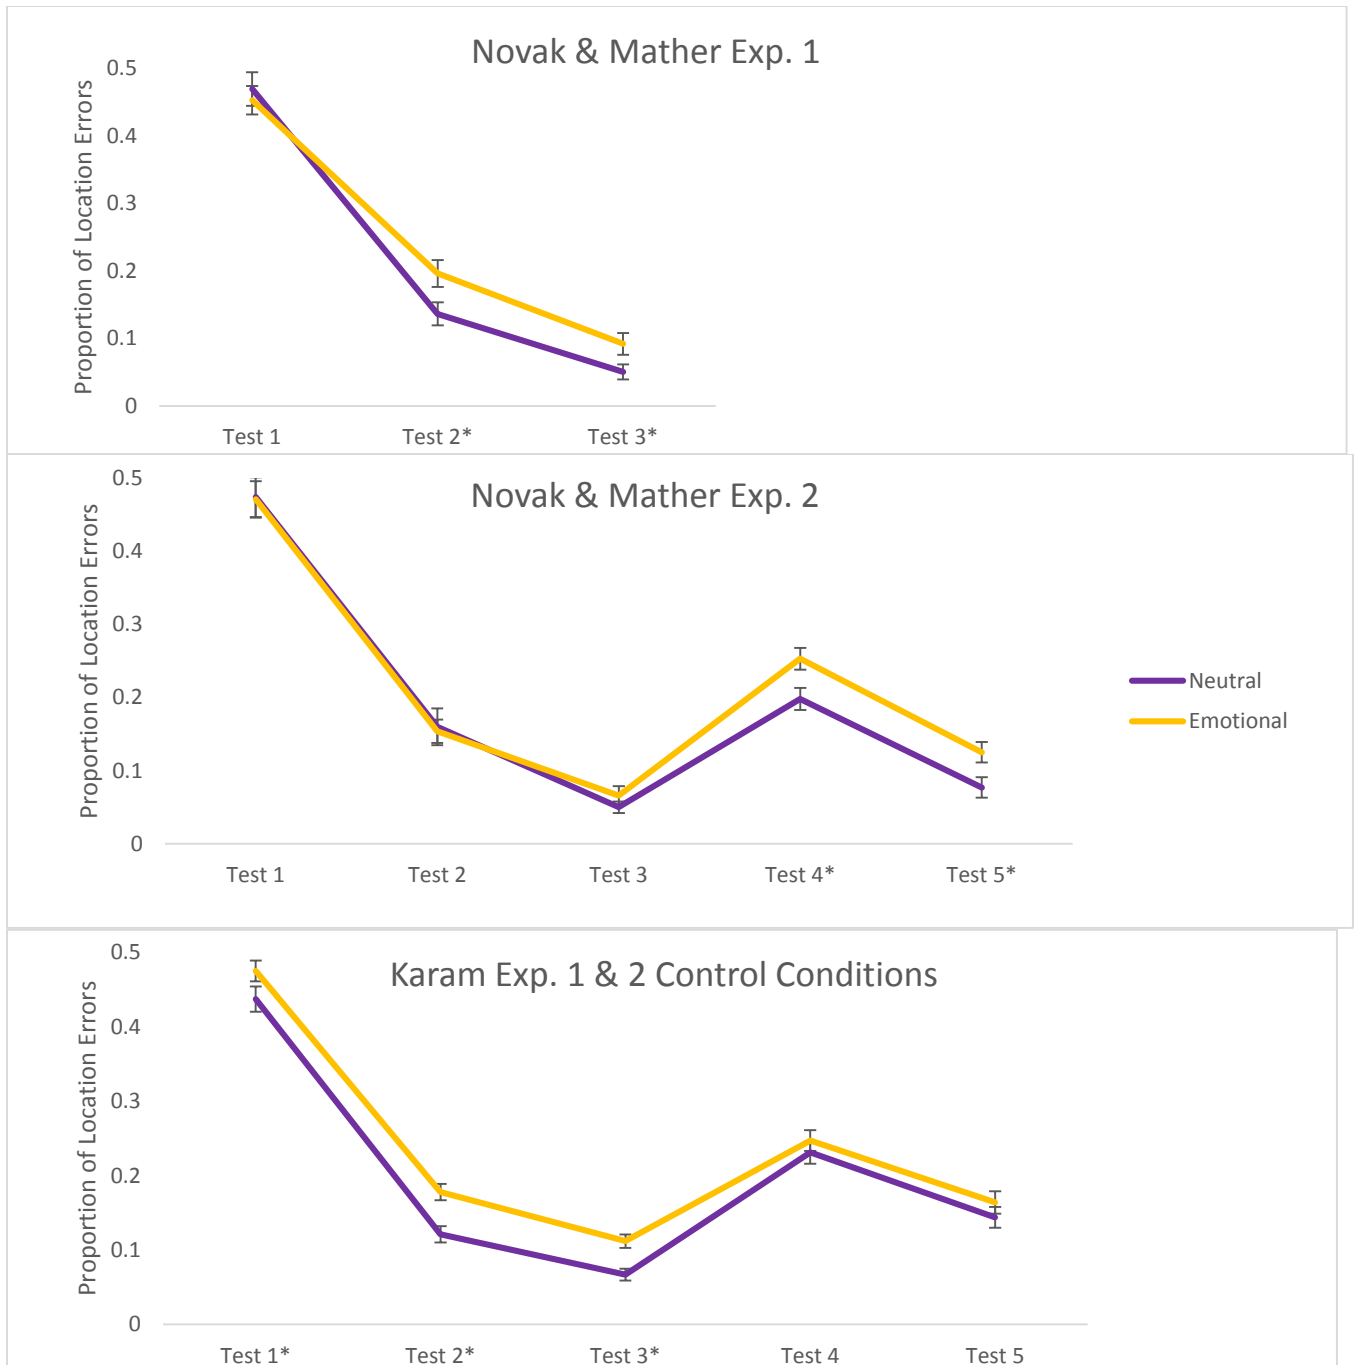 Novak & Mather Exp. 1
Proportion of Location Errors
0.5
0.4
0.3
0.2
0.1
0
Test 1 Test 2* Test 3*
Novak & Mather Exp. 2
Proportion of Location Errors
0.5
0.4
0.3
0.2
0.1
0
Test 1 Test 2 Test 3 Test 4* Test 5*
Neutral
Emotional
Karam Exp. 1 & 2 Control Conditions
Proportion of Location Errors
0.5
0.4
0.3
0.2
0.1
0
Test 1* Test 2* Test 3* Test 4 Test 5